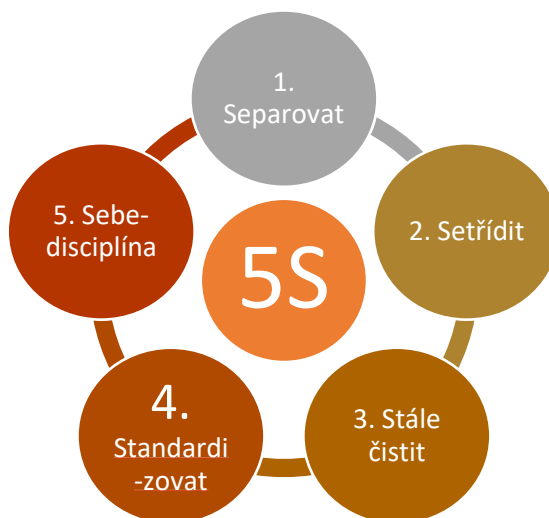 1.
Separovat
2. Setřídit
3. Stále
čistit
4.
Standardi
-zovat
5. Sebe-
disciplína
5S